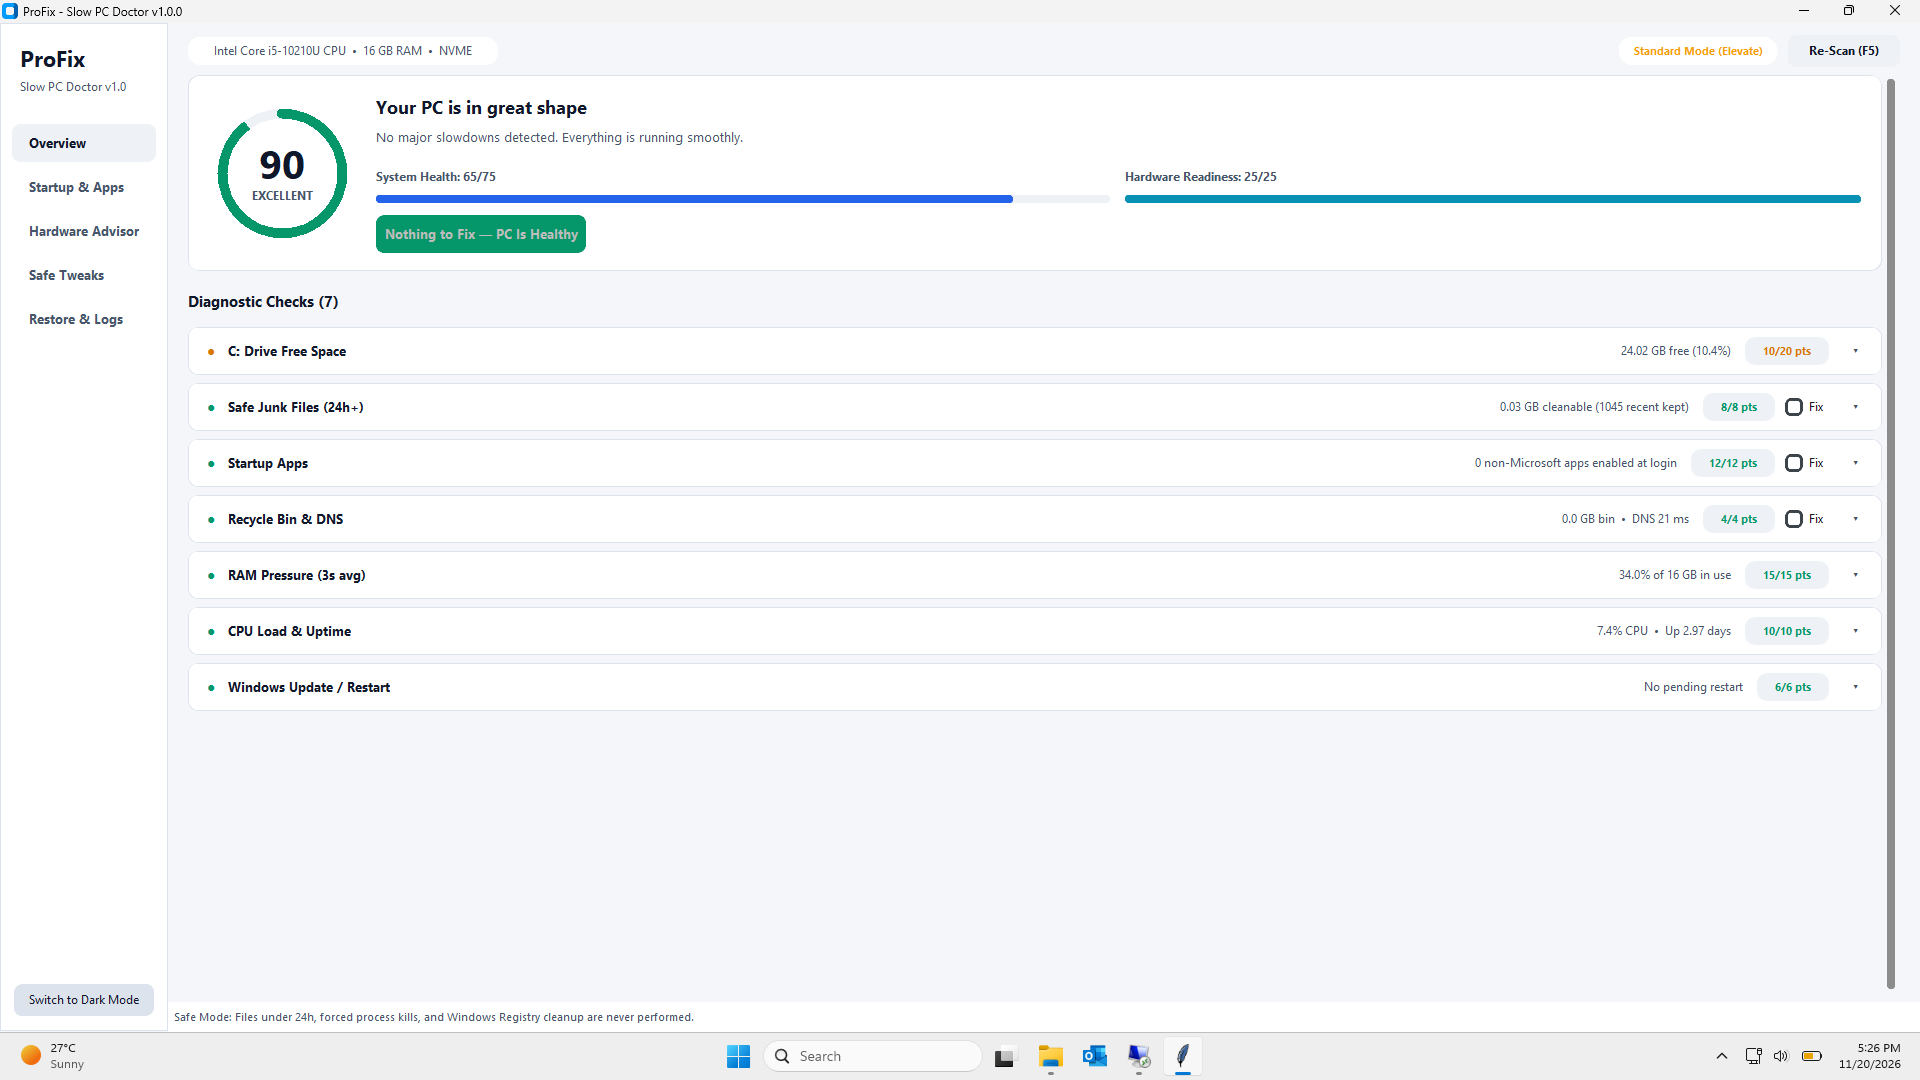 ProFix - Slow PC Doctor v1.0.0
ProFix
Slow PC Doctor v1.0
Overview
Startup & Apps
Hardware Advisor
Safe Tweaks
Restore & Logs
Switch to Dark Mode
Intel Core i5-10210U CPU • 16 GB RAM • NVME
Standard Mode (Elevate)
Re-Scan (F5)
90
EXCELLENT
Your PC is in great shape
No major slowdowns detected. Everything is running smoothly.
System Health: 65/75
Hardware Readiness: 25/25
Nothing to Fix — PC Is Healthy
Diagnostic Checks (7)
C: Drive Free Space 24.02 GB free (10.4%) 10/20 pts
Safe Junk Files (24h+) 0.03 GB cleanable (1045 recent kept) 8/8 pts Fix
Startup Apps 0 non-Microsoft apps enabled at login 12/12 pts Fix
Recycle Bin & DNS 0.0 GB bin • DNS 21 ms 4/4 pts Fix
RAM Pressure (3s avg) 34.0% of 16 GB in use 15/15 pts
CPU Load & Uptime 7.4% CPU • Up 2.97 days 10/10 pts
Windows Update / Restart No pending restart 6/6 pts
Safe Mode: Files under 24h, forced process kills, and Windows Registry cleanup are never performed.
27°C
Sunny
Search
5:26 PM
11/20/2026